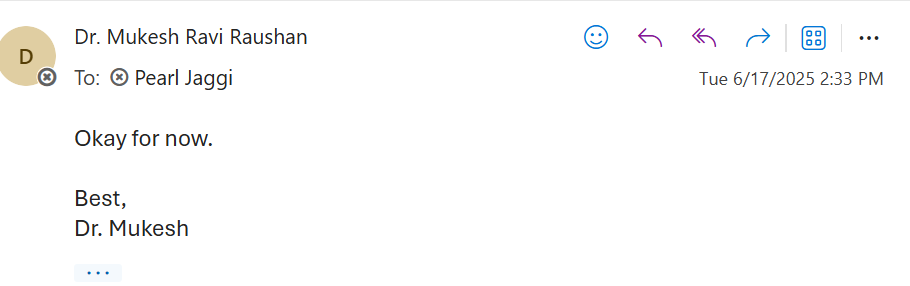 Dr. Mukesh Ravi Raushan
D
To: Pearl Jaggi
Tue 6/17/2025 2:33 PM
Okay for now.
Best,
Dr. Mukesh